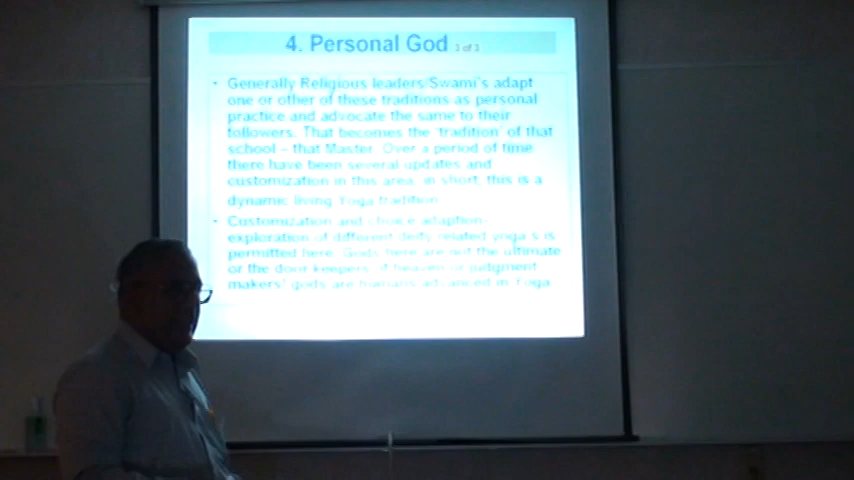 4. Personal God 3 of 3
• Generally Religious leaders/Swami's adapt
one or other of these traditions as personal
practice and advocate the same to their
followers. That becomes the 'tradition' of that
school – that Master. Over a period of time
there have been several updates and
customization in this area, in short, this is a
dynamic living Yoga tradition
• Customization and choice adaption-
exploration of different deity related yoga's is
permitted here. Gods here are not the ultimate
or the door keepers of heaven or judgment
makers/ gods are humans advanced in Yoga